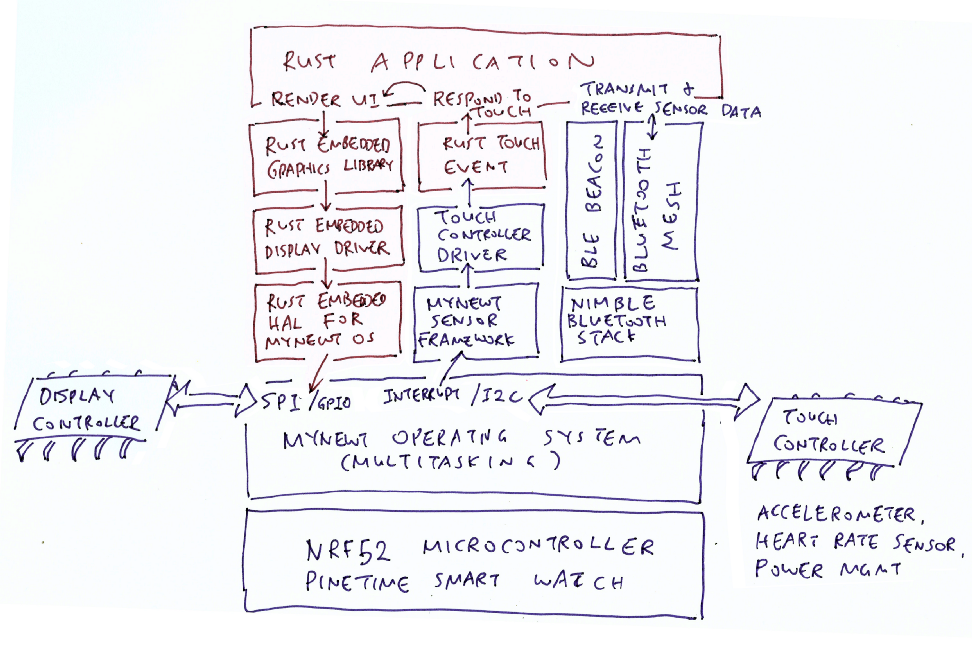 RUST APPLICATION
RENDER UI
RESPOND TO
TOUCH
TRANSMIT &
RECEIVE SENSOR DATA
RUST EMBEDDED
GRAPHICS LIBRARY
RUST TOUCH
EVENT
BLE BEACON
BLUETOOTH
MESH
RUST EMBEDDED
DISPLAY DRIVER
TOUCH
CONTROLLER
DRIVER
RUST EMBEDDED
HAL FOR
MYNEWT OS
MYNEWT
SENSOR
FRAMEWORK
NIMBLE
BLUETOOTH
STACK
DISPLAY
CONTROLLER
SPI/GPIO
INTERRUPT/I2C
TOUCH
CONTROLLER
MYNEWT OPERATNG SYSTEM
(MULTITASKING)
ACCELEROMETER,
HEART RATE SENSOR,
POWER MGMT
NRF52 MICROCONTROLLER
PINETIME SMART WATCH